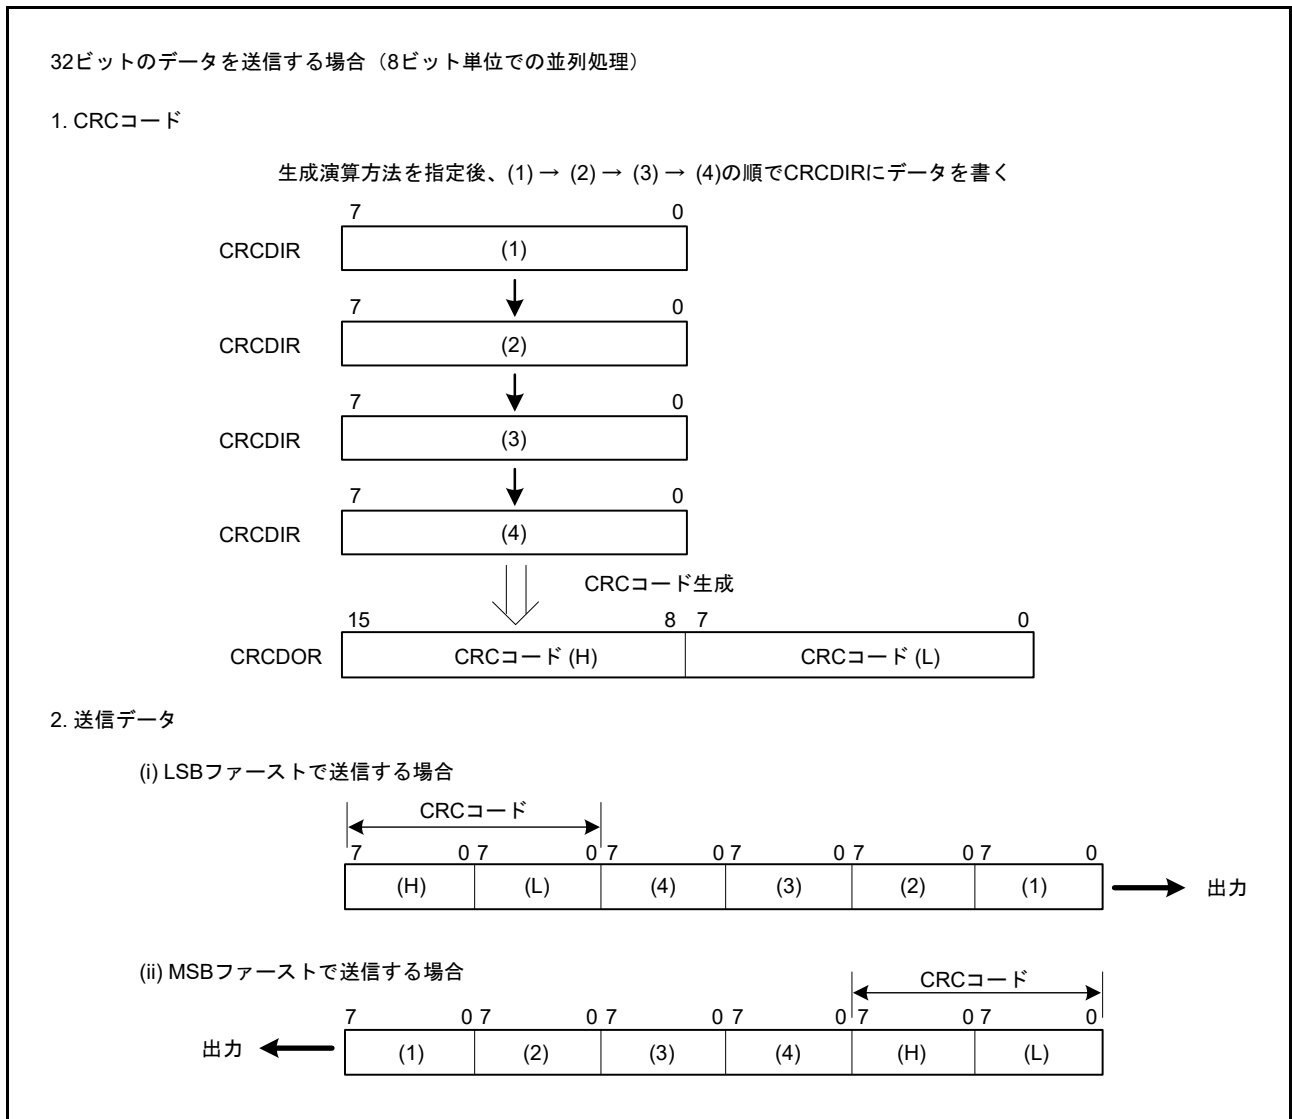 32ビットのデータを送信する場合（8ビット単位での並列処理）
1. CRCコード
生成演算方法を指定後、(1) → (2) → (3) → (4)の順でCRCDIRにデータを書く
7 0
CRCDIR (1)
7 0
CRCDIR (2)
7 0
CRCDIR (3)
7 0
CRCDIR (4)
CRCコード生成
15 8 7 0
CRCDOR CRCコード (H) CRCコード (L)
2. 送信データ
(i) LSBファーストで送信する場合
CRCコード
7 0 7 0 7 0 7 0 7 0 7 0
(H) (L) (4) (3) (2) (1) 出力
(ii) MSBファーストで送信する場合
CRCコード
7 0 7 0 7 0 7 0 7 0 7 0
出力 (1) (2) (3) (4) (H) (L)